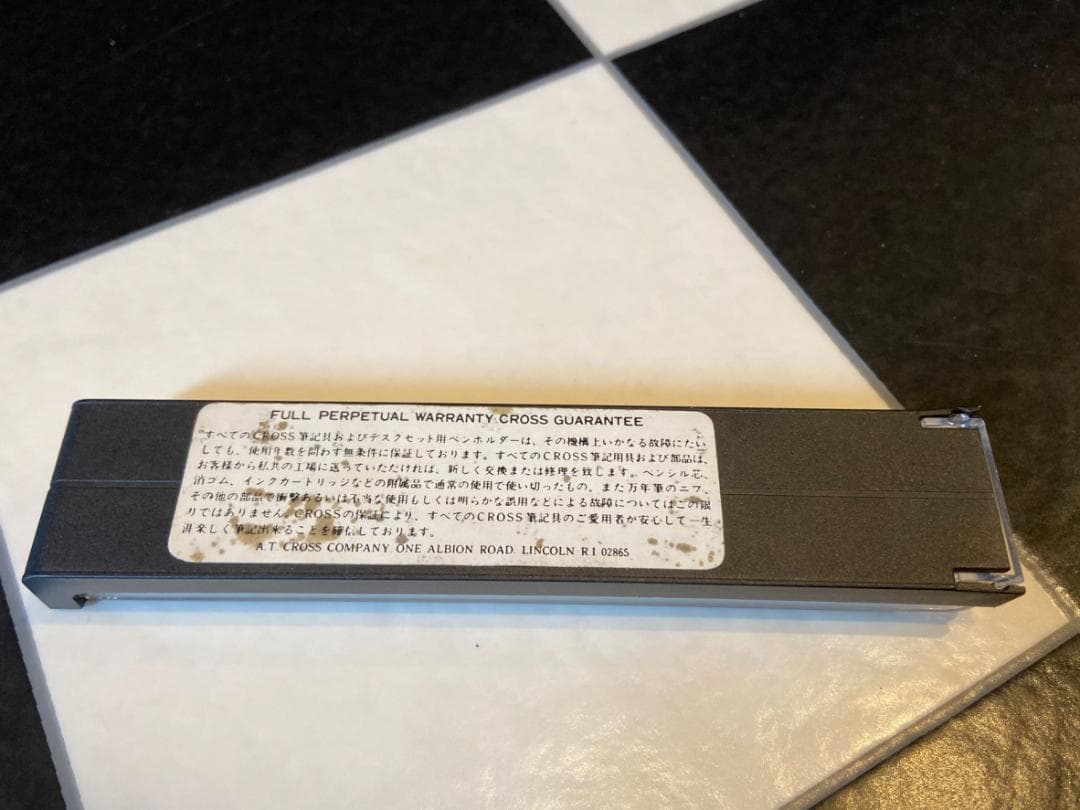 FULL PERPETUAL WARRANTY CROSS GUARANTEE
すべてのCROSS筆記具およびデスクセット用ペンホルダーは、その機構上いかなる故障にたい
しても、使用年数を問わず無条件に保証しております。すべてのCROSS筆記用具および部品は、
お客様から私共の工場に送っていただければ、新しく交換または修理を致します。ペンシル芯、
消ゴム、インクカートリッジなどの附属品で通常の使用で使い切ったもの、また万年筆のニブ、
その他の部品で衝撃あるいは不当な使用もしくは明らかな誤用などによる故障についてはこの限
りではありません。CROSSの保証により、すべてのCROSS筆記具のご愛用者が安心して一生
涯楽しく筆記出来ることを確信しております。
A.T. CROSS COMPANY ONE ALBION ROAD. LINCOLN R I 02865